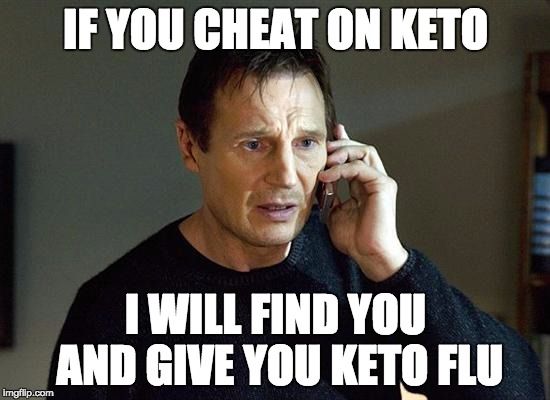 IF YOU CHEAT ON KETO
I WILL FIND YOU
AND GIVE YOU KETO FLU
imgflip.com